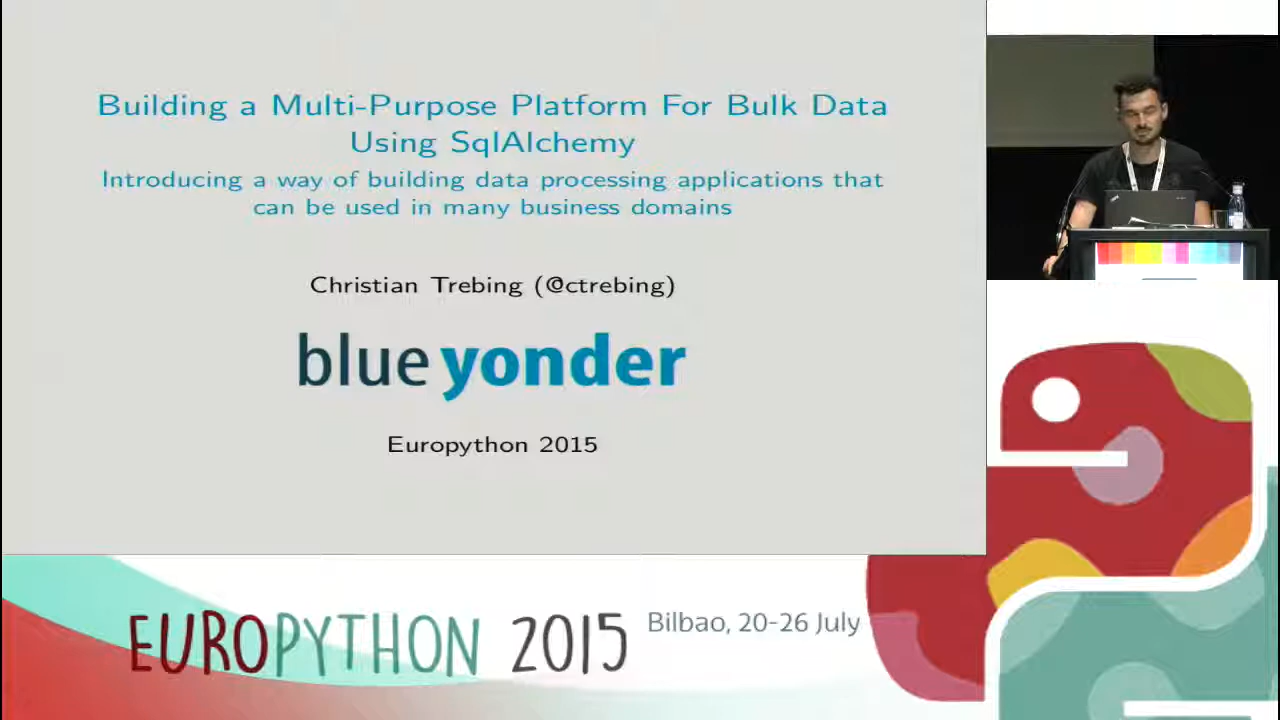 Building a Multi-Purpose Platform For Bulk Data
Using SqlAlchemy
Introducing a way of building data processing applications that
can be used in many business domains
Christian Trebing (@ctrebing)
blue yonder
Europython 2015
EUROPYTHON 2015
Bilbao, 20-26 July